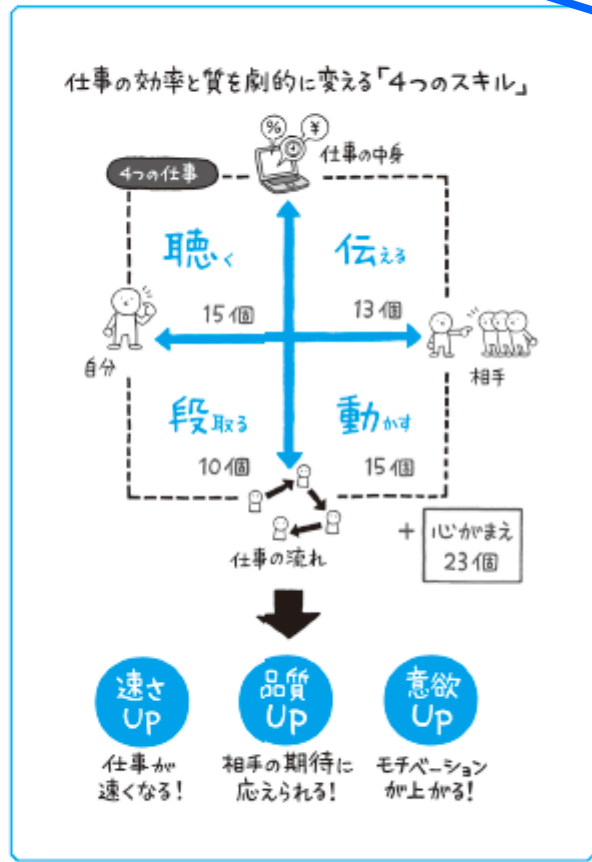 仕事の効率と質を劇的に変える「4つのスキル」
% ¥
仕事の中身
4つの仕事
聴く
15個
伝える
13個
自分
相手
段取る
10個
動かす
15個
仕事の流れ
+ 心がまえ
23個
速さ
Up
仕事が
速くなる!
品質
Up
相手の期待に
応えられる!
意欲
Up
モチベーション
が上がる!